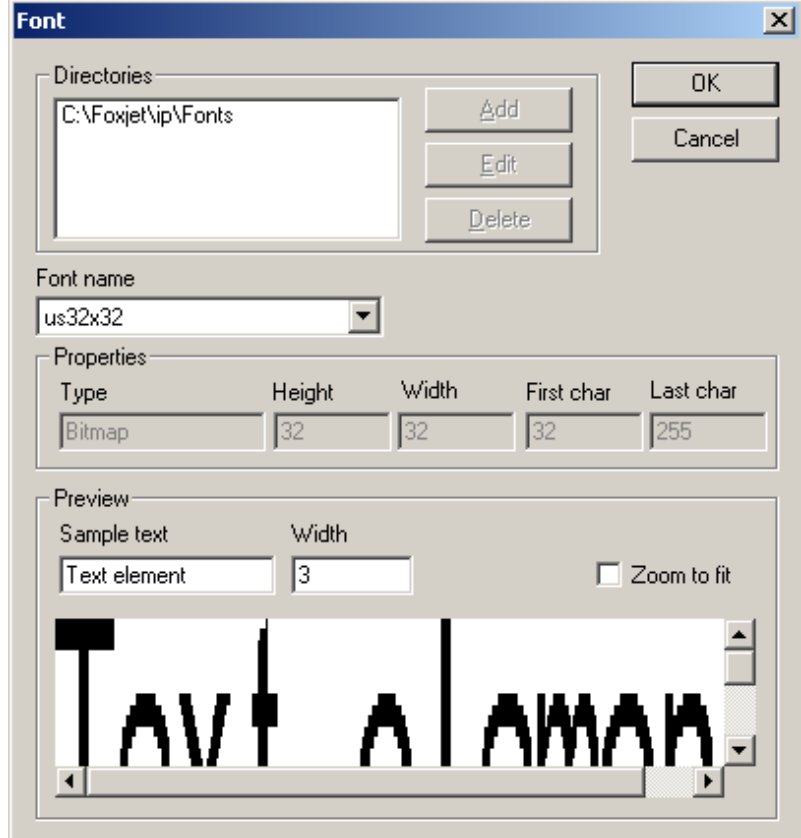 Font
Directories
C:\Foxjet\ip\Fonts
Add
Edit
Delete
OK
Cancel
Font name
us32x32
Properties
Type Height Width First char Last char
Bitmap 32 32 32 255
Preview
Sample text Width
Text element 3 Zoom to fit